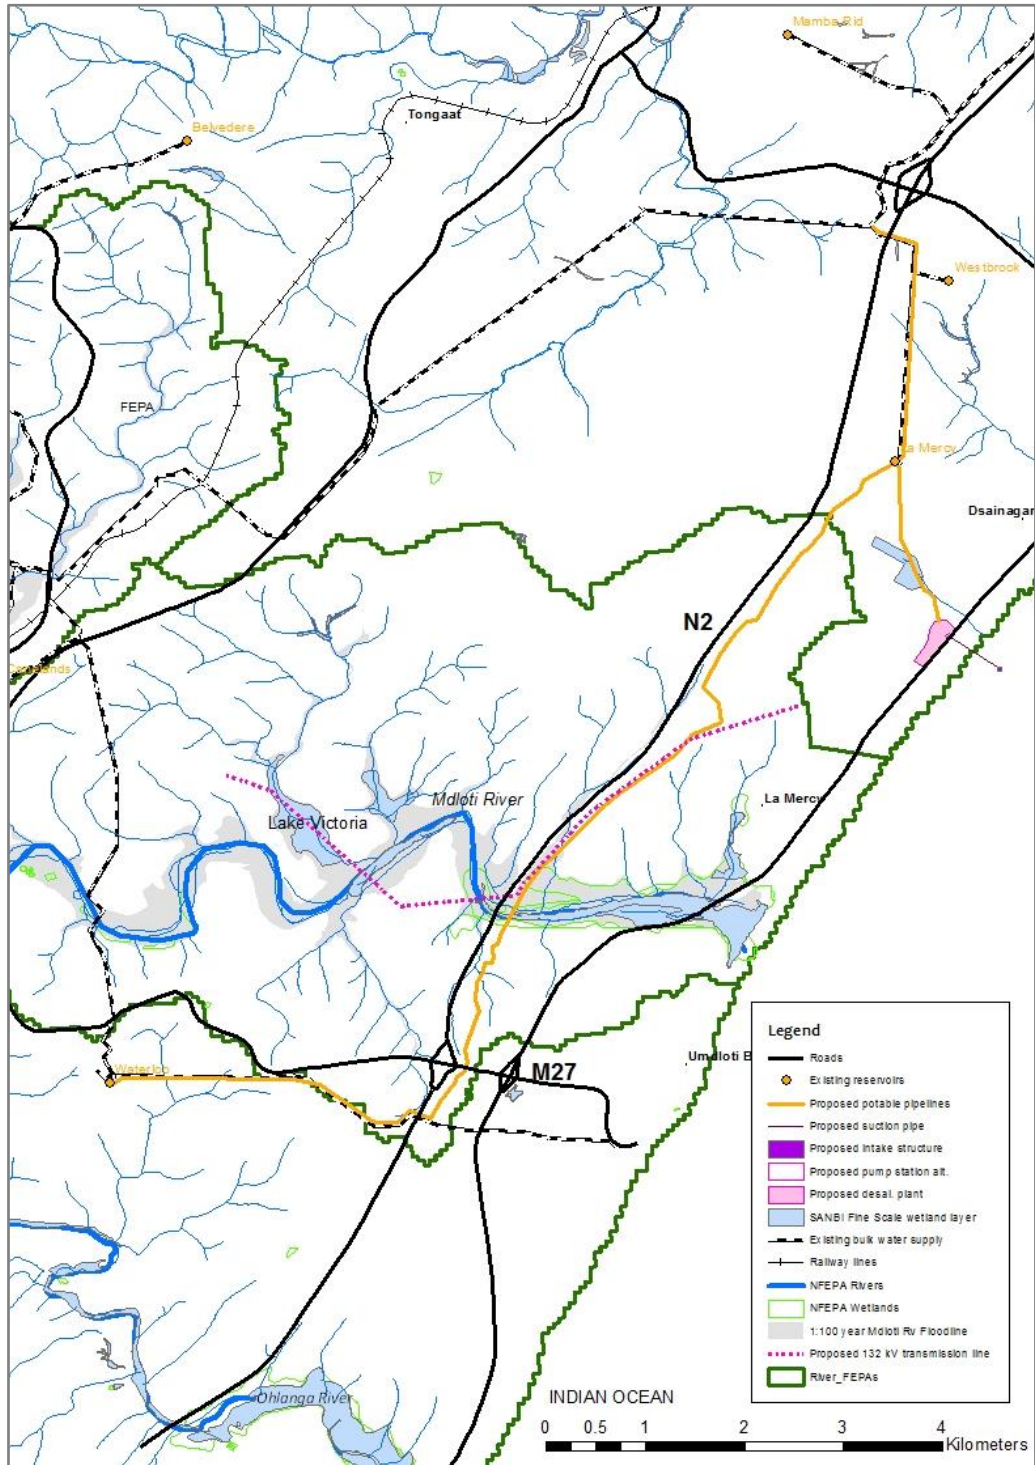 Mamba Rid
Tongaat
Belvedere
Westbrook
FEPA
La Mercy
Dsainagar
N2
Mdloti River
La Mercy
Lake Victoria
Waterloo
M27
Umdloti B
Legend
Roads
Existing reservoirs
Proposed potable pipelines
Proposed suction pipe
Proposed intake structure
Proposed pump station alt.
Proposed desal. plant
SANBI Fine Scale wetland layer
Existing bulk water supply
Railway lines
NFEPA Rivers
NFEPA Wetlands
1:100 year Mdloti Rv Floodline
Proposed 132 kV transmission line
River_FEPAs
Ohlanga River
INDIAN OCEAN
0 0.5 1 2 3 4
Kilometers